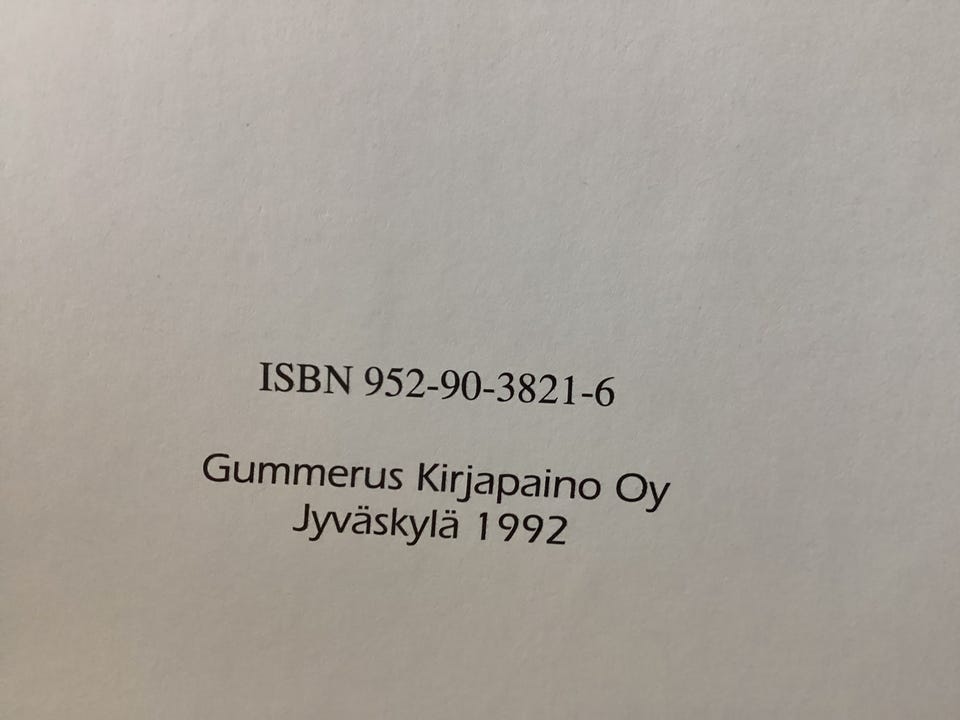 ISBN 952-90-3821-6
Gummerus Kirjapaino Oy
Jyväskylä 1992